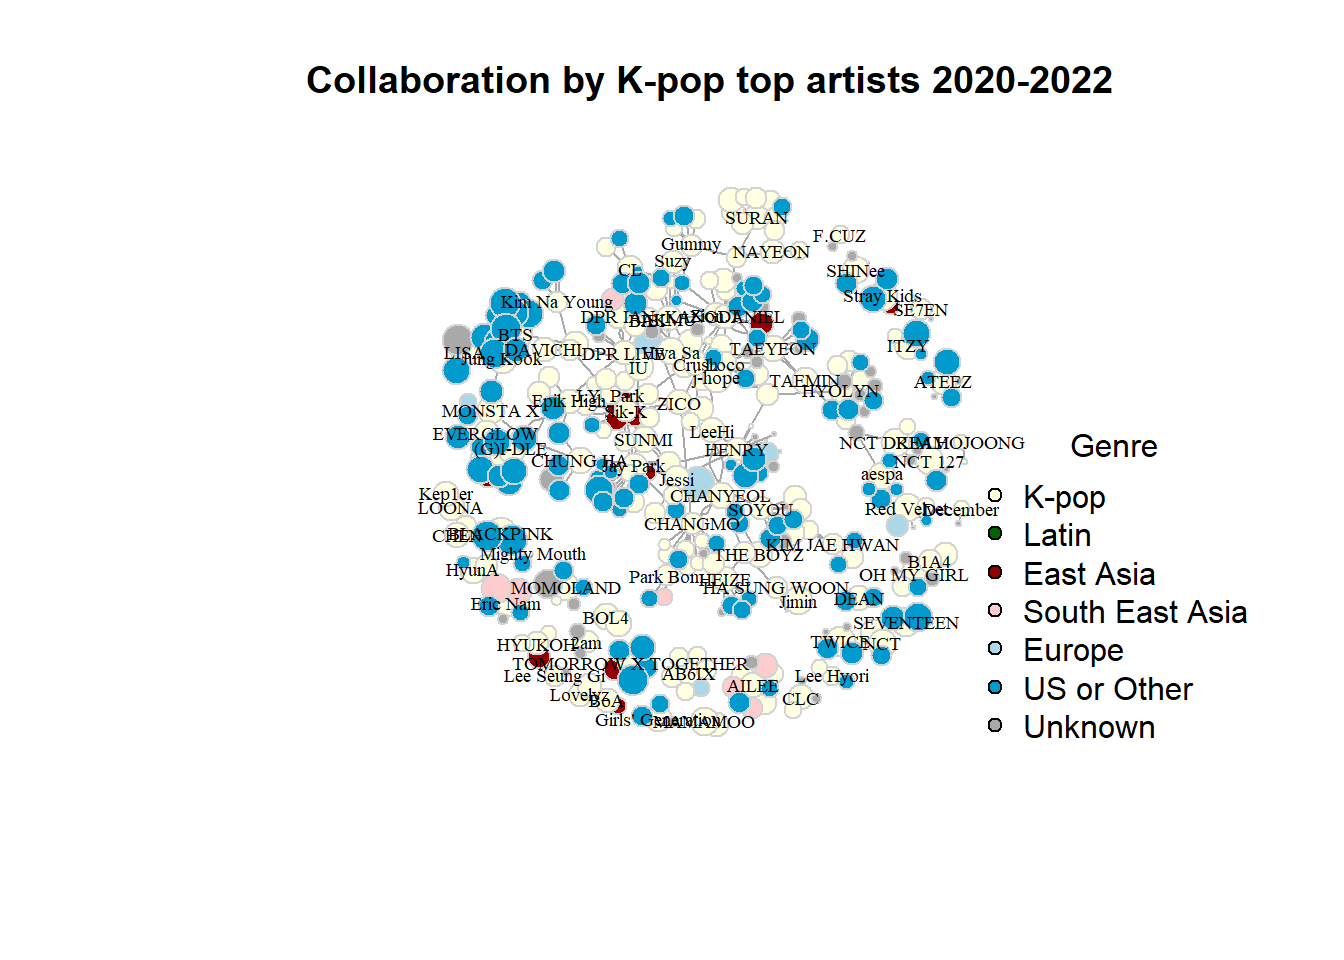 Collaboration by K-pop top artists 2020-2022
SURAN
F.CUZ
Gummy
NAYEON
Suzy
CL
SHINee
Stray Kids
Kim Na Young
SE7EN
DPR IAN
KANG DANIEL
BTS
ITZY
LISA
DAVICHI
DPR LIVE
Hwa Sa
TAEYEON
Jung Kook
IU
Crush
Loco
j-hope
TAEMIN
ATEEZ
HYOLYN
J.Y. Park
Epik High
ZICO
MONSTA X
Sik-K
LeeHi
EVERGLOW
SUNMI
NCT DREAM
KIM HOJOONG
(G)I-DLE
HENRY
CHUNG HA
NCT 127
Jay Park
aespa
Jessi
Kep1er
CHANYEOL
LOONA
SOYOU
Red Velvet
December
CHANGMO
CHEN
BLACKPINK
KIM JAE HWAN
Mighty Mouth
THE BOYZ
B1A4
HyunA
OH MY GIRL
Park Bom
HEIZE
MOMOLAND
HA SUNG WOON
Jimin
DEAN
Eric Nam
BOL4
SEVENTEEN
HYUKOH
2am
TWICE
NCT
TOMORROW X TOGETHER
Lee Seung Gi
AB6IX
Lee Hyori
AILEE
Lovelyz
BoA
CLC
Girls' Generation
MAMAMOO
Genre
K-pop
Latin
East Asia
South East Asia
Europe
US or Other
Unknown